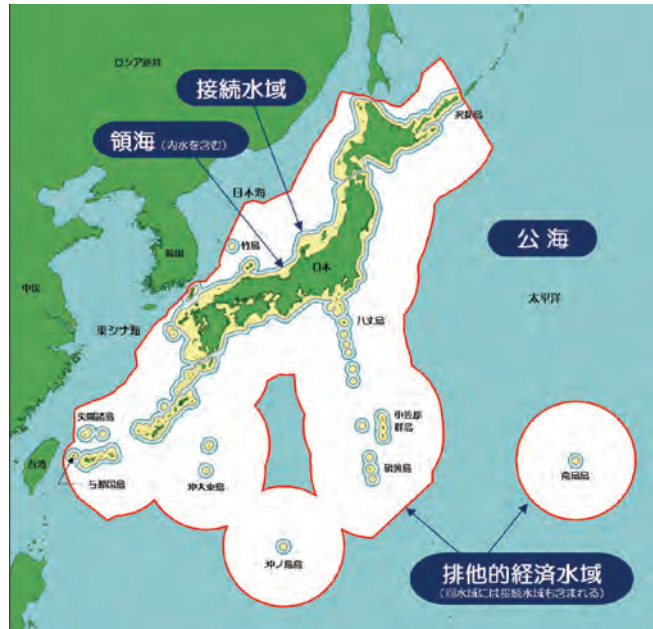 ロシア連邦
接続水域
択捉島
領海(内水を含む)
日本海
公海
竹島
韓国
日本
太平洋
中国
東シナ海
八丈島
尖閣諸島
小笠原
群島
台湾
硫黄島
南鳥島
与那国島
沖大東島
沖ノ鳥島
排他的経済水域
(同水域には接続水域も含まれる)